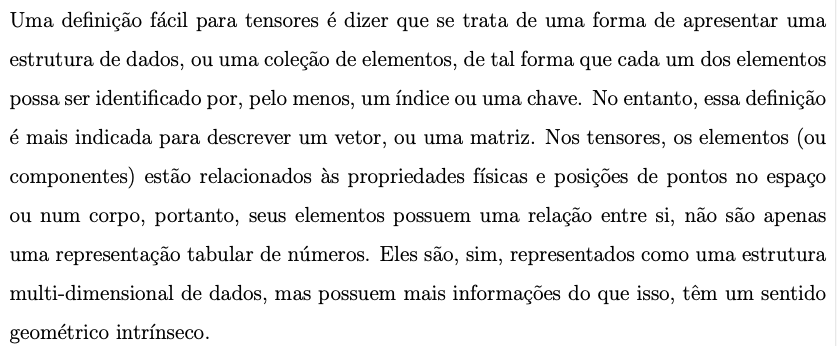 Uma definição fácil para tensores é dizer que se trata de uma forma de apresentar uma
estrutura de dados, ou uma coleção de elementos, de tal forma que cada um dos elementos
possa ser identificado por, pelo menos, um índice ou uma chave. No entanto, essa definição
é mais indicada para descrever um vetor, ou uma matriz. Nos tensores, os elementos (ou
componentes) estão relacionados às propriedades físicas e posições de pontos no espaço
ou num corpo, portanto, seus elementos possuem uma relação entre si, não são apenas
uma representação tabular de números. Eles são, sim, representados como uma estrutura
multi-dimensional de dados, mas possuem mais informações do que isso, têm um sentido
geométrico intrínseco.